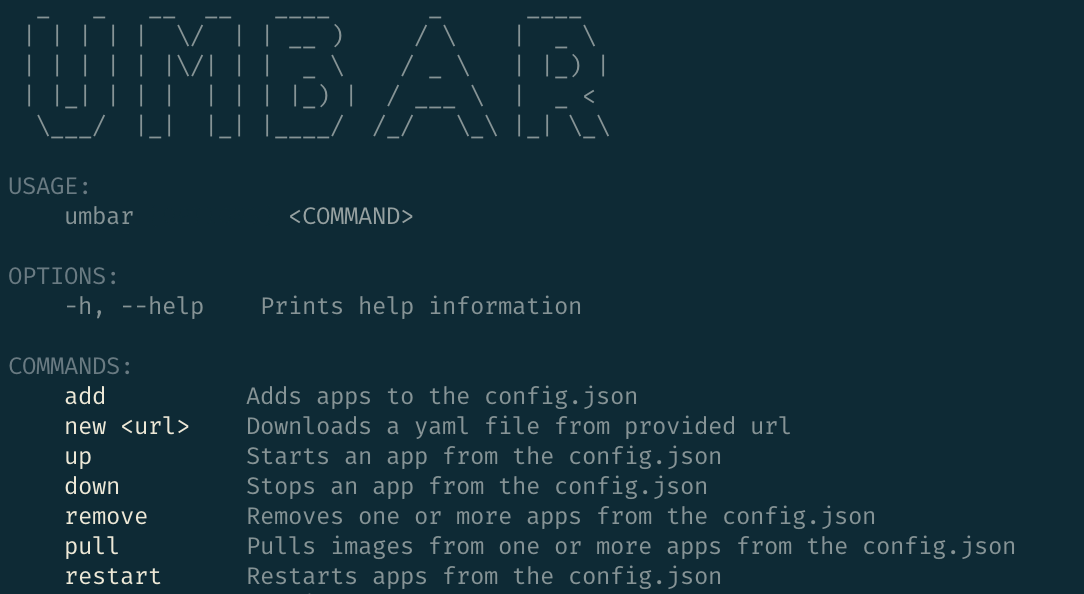 UMBAR
USAGE:
umbar <COMMAND>
OPTIONS:
-h, --help Prints help information
COMMANDS:
add Adds apps to the config.json
new <url> Downloads a yaml file from provided url
up Starts an app from the config.json
down Stops an app from the config.json
remove Removes one or more apps from the config.json
pull Pulls images from one or more apps from the config.json
restart Restarts apps from the config.json